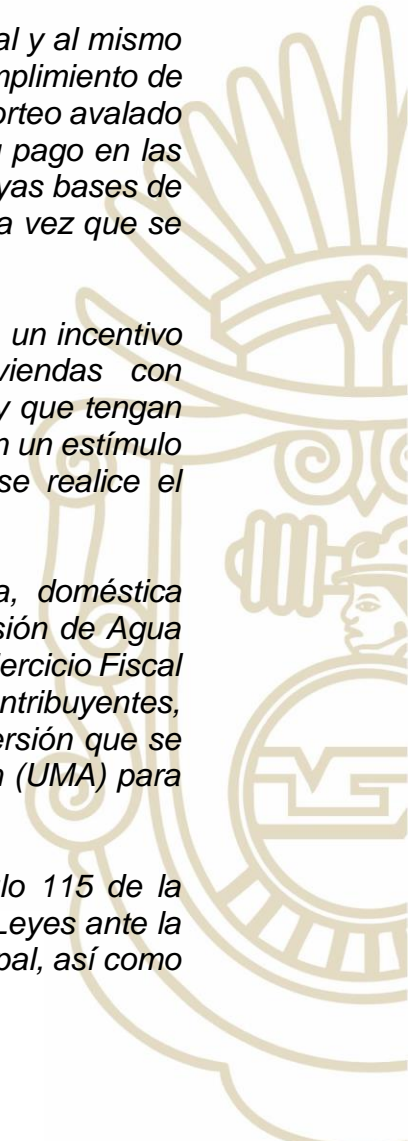 al y al mismo
mplimiento de
orteo avalado
pago en las
yas bases de
a vez que se
un incentivo
viendas con
y que tengan
n un estímulo
se realice el
a, doméstica
sión de Agua
jercicio Fiscal
ontribuyentes,
ersión que se
n (UMA) para
lo 115 de la
Leyes ante la
pal, así como